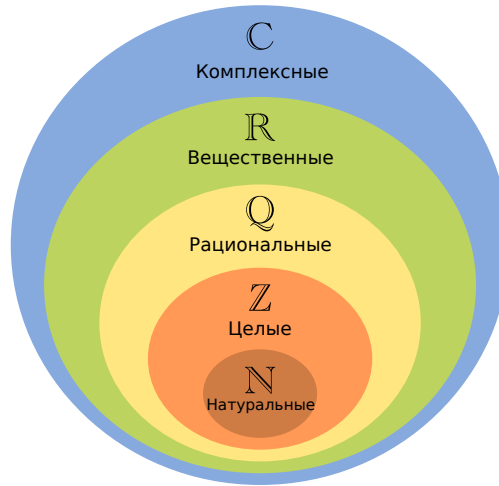 ℂ
Комплексные
ℝ
Вещественные
ℚ
Рациональные
ℤ
Целые
ℕ
Натуральные